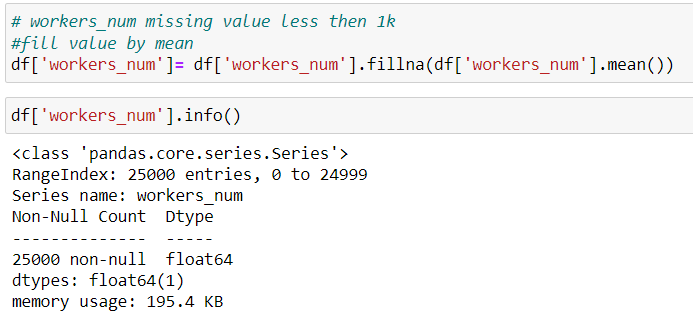 # workers_num missing value less then 1k
#fill value by mean
df['workers_num']= df['workers_num'].fillna(df['workers_num'].mean())
df['workers_num'].info()
<class 'pandas.core.series.Series'>
RangeIndex: 25000 entries, 0 to 24999
Series name: workers_num
Non-Null Count  Dtype
--------------  -----
25000 non-null  float64
dtypes: float64(1)
memory usage: 195.4 KB